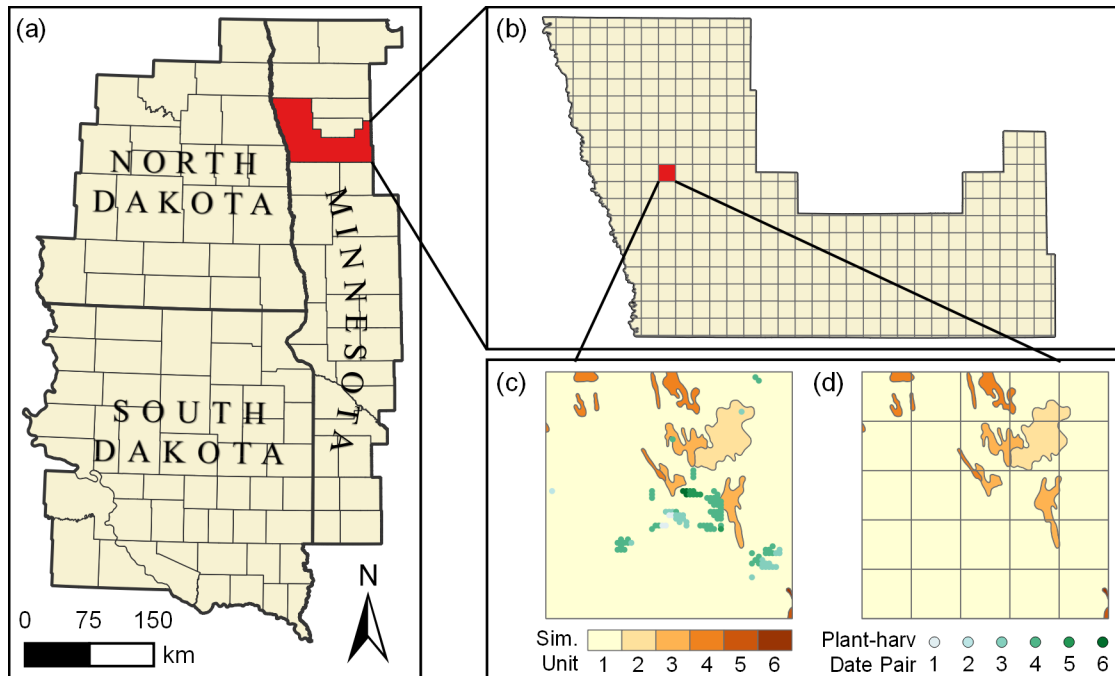 (a)
NORTH
DAKOTA
MINNESOTA
SOUTH
DAKOTA
N
0 75 150
km
(b)
(c)
(d)
Sim. Unit
1 2 3 4 5 6
Plant-harv
Date Pair
1 2 3 4 5 6